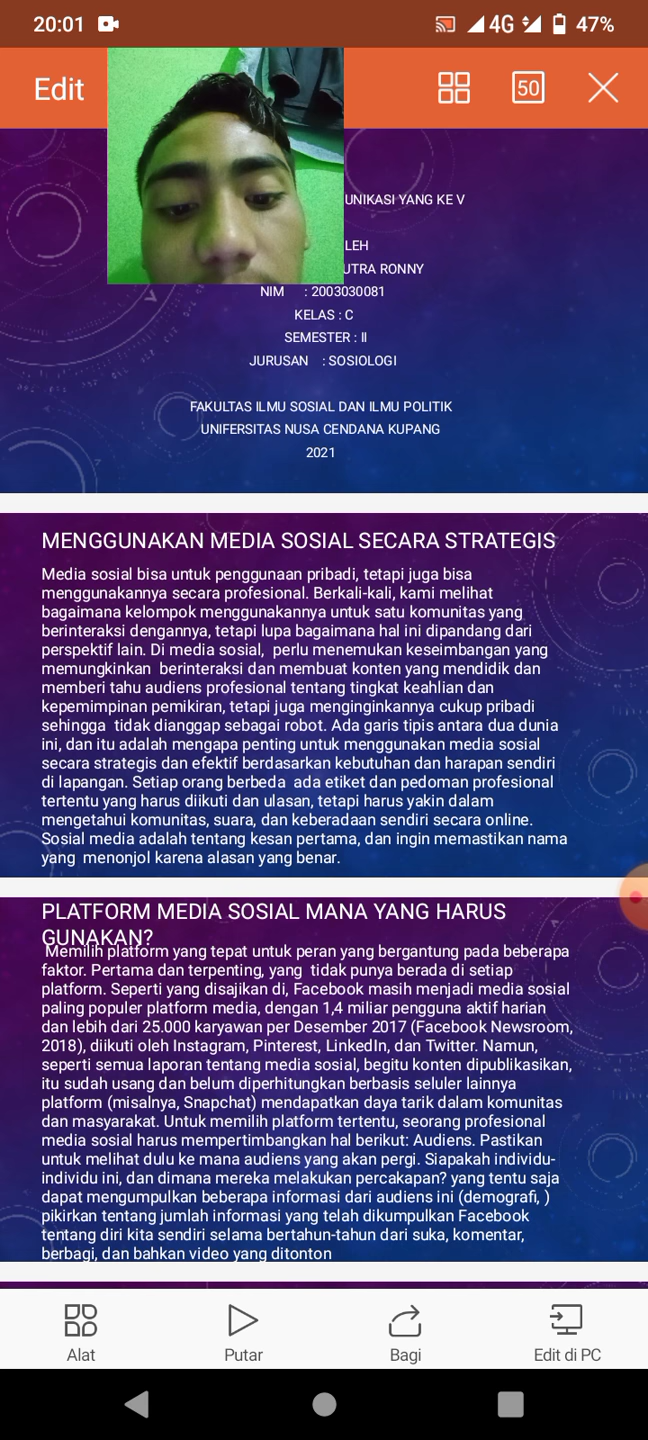 20:01
4G 47%
Edit
50
UNIKASI YANG KE V
LEH
UTRA RONNY
NIM : 2003030081
KELAS : C
SEMESTER : II
JURUSAN : SOSIOLOGI
FAKULTAS ILMU SOSIAL DAN ILMU POLITIK
UNIFERSITAS NUSA CENDANA KUPANG
2021
MENGGUNAKAN MEDIA SOSIAL SECARA STRATEGIS
Media sosial bisa untuk penggunaan pribadi, tetapi juga bisa
menggunakannya secara profesional. Berkali-kali, kami melihat
bagaimana kelompok menggunakannya untuk satu komunitas yang
berinteraksi dengannya, tetapi lupa bagaimana hal ini dipandang dari
perspektif lain. Di media sosial, perlu menemukan keseimbangan yang
memungkinkan berinteraksi dan membuat konten yang mendidik dan
memberi tahu audiens profesional tentang tingkat keahlian dan
kepemimpinan pemikiran, tetapi juga menginginkannya cukup pribadi
sehingga tidak dianggap sebagai robot. Ada garis tipis antara dua dunia
ini, dan itu adalah mengapa penting untuk menggunakan media sosial
secara strategis dan efektif berdasarkan kebutuhan dan harapan sendiri
di lapangan. Setiap orang berbeda ada etiket dan pedoman profesional
tertentu yang harus diikuti dan ulasan, tetapi harus yakin dalam
mengetahui komunitas, suara, dan keberadaan sendiri secara online.
Sosial media adalah tentang kesan pertama, dan ingin memastikan nama
yang menonjol karena alasan yang benar.
PLATFORM MEDIA SOSIAL MANA YANG HARUS
GUNAKAN?
Memilih platform yang tepat untuk peran yang bergantung pada beberapa
faktor. Pertama dan terpenting, yang tidak punya berada di setiap
platform. Seperti yang disajikan di, Facebook masih menjadi media sosial
paling populer platform media, dengan 1,4 miliar pengguna aktif harian
dan lebih dari 25.000 karyawan per Desember 2017 (Facebook Newsroom,
2018), diikuti oleh Instagram, Pinterest, LinkedIn, dan Twitter. Namun,
seperti semua laporan tentang media sosial, begitu konten dipublikasikan,
itu sudah usang dan belum diperhitungkan berbasis seluler lainnya
platform (misalnya, Snapchat) mendapatkan daya tarik dalam komunitas
dan masyarakat. Untuk memilih platform tertentu, seorang profesional
media sosial harus mempertimbangkan hal berikut: Audiens. Pastikan
untuk melihat dulu ke mana audiens yang akan pergi. Siapakah individu-
individu ini, dan dimana mereka melakukan percakapan? yang tentu saja
dapat mengumpulkan beberapa informasi dari audiens ini (demografi, )
pikirkan tentang jumlah informasi yang telah dikumpulkan Facebook
tentang diri kita sendiri selama bertahun-tahun dari suka, komentar,
berbagi, dan bahkan video yang ditonton
Alat Putar Bagi Edit di PC